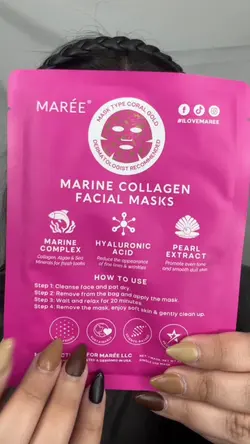 MARÉE®
MASK TYPE CORAL GOLD
DERMATOLOGIST RECOMMENDED
#ILOVEMAREE
MARINE COLLAGEN
FACIAL MASKS
MARINE
COMPLEX
Collagen, Algae & Sea
Minerals for fresh looks
HYALURONIC
ACID
Reduce the appearance
of fine lines & wrinkles
PEARL
EXTRACT
Promote even tone
and smooth dull skin
HOW TO USE
Step 1: Cleanse face and pat dry.
Step 2: Remove from the bag and apply the mask.
Step 3: Wait and relax for 20 minutes.
Step 4: Remove the mask, enjoy soft skin & gently clean up.
FOR MARÉE LLC
DESIGNED IN USA